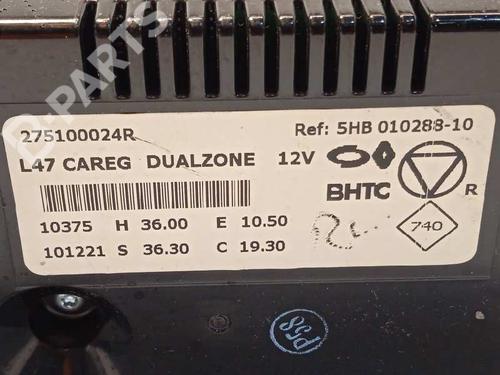 B-PARTS
275100024R
Ref: 5HB 010288-10
L47 CAREG DUALZONE 12V
BHTC
R
10375 H 36.00 E 10.50
740
101221 S 36.30 C 19.30
P58